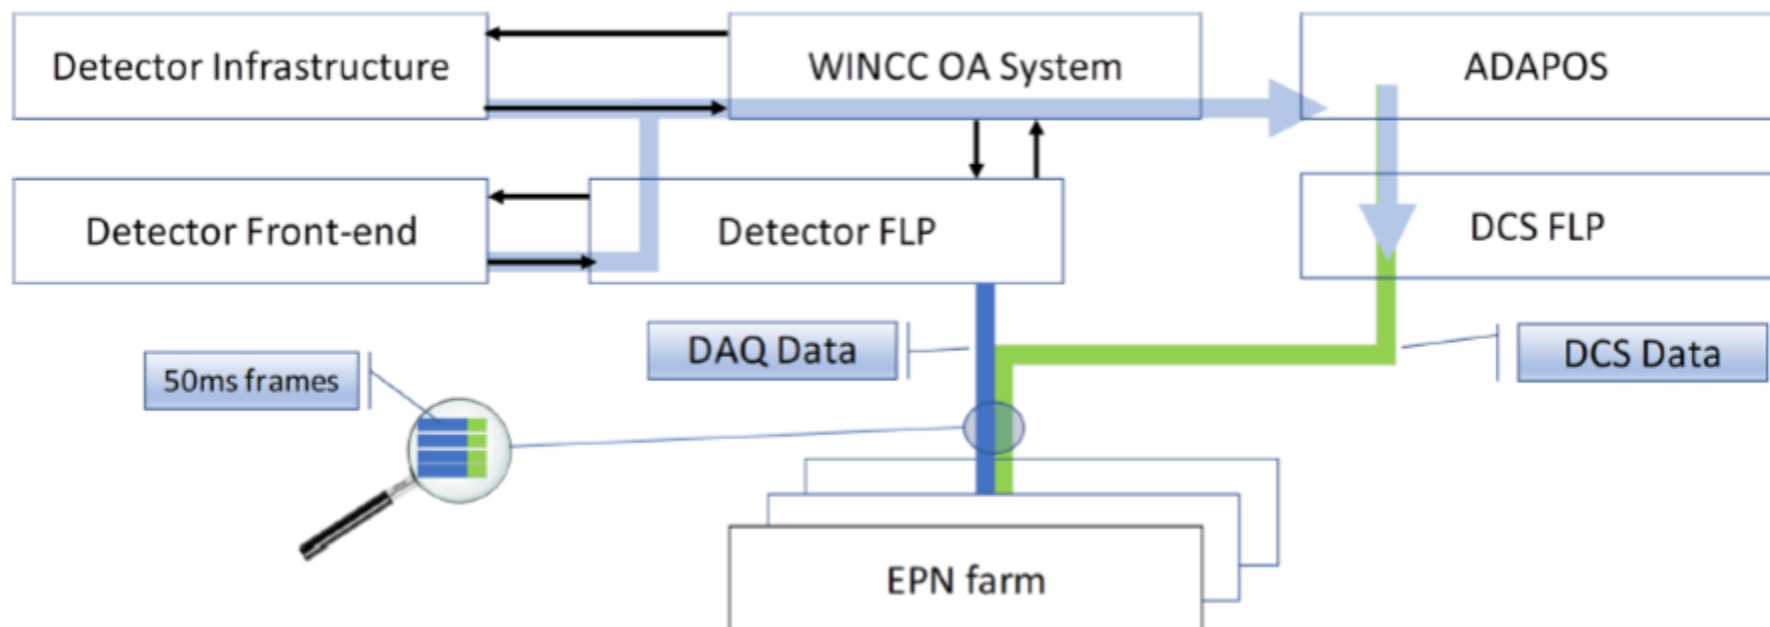 Detector Infrastructure
WINCC OA System
ADAPOS
Detector Front-end
Detector FLP
DCS FLP
DAQ Data
DCS Data
50ms frames
EPN farm